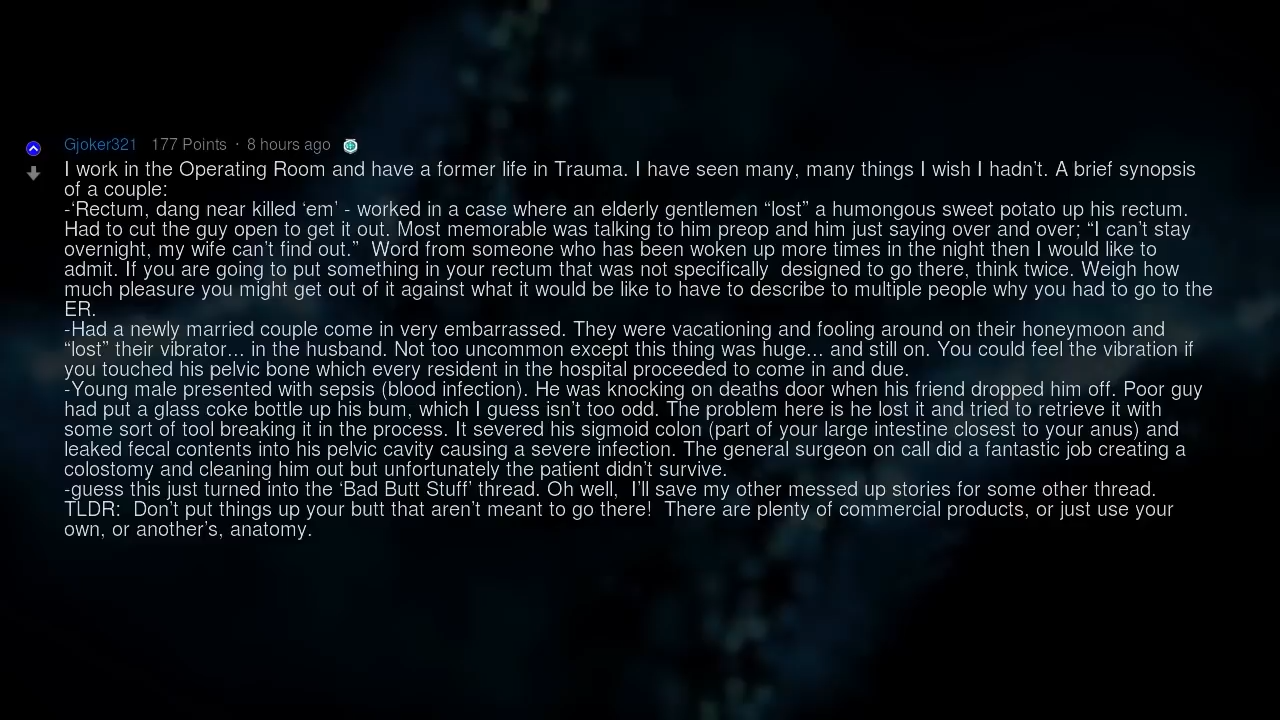 Gjoker321 177 Points · 8 hours ago
I work in the Operating Room and have a former life in Trauma. I have seen many, many things I wish I hadn't. A brief synopsis
of a couple:
-‘Rectum, dang near killed ‘em’ - worked in a case where an elderly gentlemen “lost” a humongous sweet potato up his rectum.
Had to cut the guy open to get it out. Most memorable was talking to him preop and him just saying over and over; “I can’t stay
overnight, my wife can’t find out.”  Word from someone who has been woken up more times in the night then I would like to
admit. If you are going to put something in your rectum that was not specifically  designed to go there, think twice. Weigh how
much pleasure you might get out of it against what it would be like to have to describe to multiple people why you had to go to the
ER.
-Had a newly married couple come in very embarrassed. They were vacationing and fooling around on their honeymoon and
“lost” their vibrator... in the husband. Not too uncommon except this thing was huge... and still on. You could feel the vibration if
you touched his pelvic bone which every resident in the hospital proceeded to come in and due.
-Young male presented with sepsis (blood infection). He was knocking on deaths door when his friend dropped him off. Poor guy
had put a glass coke bottle up his bum, which I guess isn’t too odd. The problem here is he lost it and tried to retrieve it with
some sort of tool breaking it in the process. It severed his sigmoid colon (part of your large intestine closest to your anus) and
leaked fecal contents into his pelvic cavity causing a severe infection. The general surgeon on call did a fantastic job creating a
colostomy and cleaning him out but unfortunately the patient didn’t survive.
-guess this just turned into the ‘Bad Butt Stuff’ thread. Oh well,  I’ll save my other messed up stories for some other thread.
TLDR:  Don’t put things up your butt that aren’t meant to go there!  There are plenty of commercial products, or just use your
own, or another’s, anatomy.